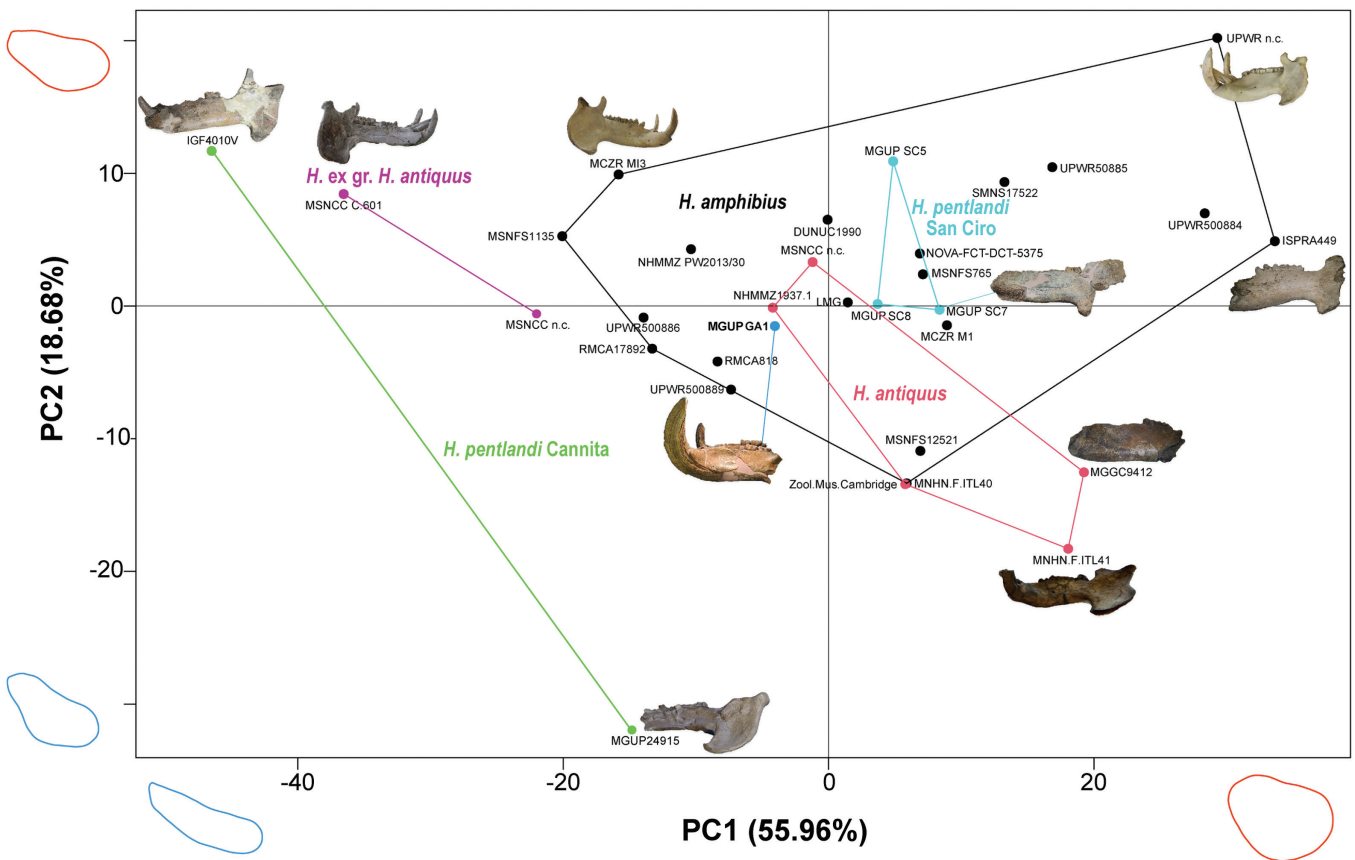 UPWR n.c.
IGF4010V
MGUP SC5
10
MCZR MI3
UPWR50885
H. ex gr. H. antiquus
SMNS17522
MSNCC C.601
H. amphibius
H. pentlandi
San Ciro
DUNUC1990
UPWR500884
MSNFS1135
MSNCC n.c.
ISPRA449
NHMMZ PW2013/30
NOVA-FCT-DCT-5375
MSNFS765
NHMMZ1937.1
LMG
0
MSNCC n.c.
MGUP SC8
MGUP SC7
UPWR500886
MGUP GA1
MCZR M1
RMCA17892
RMCA818
UPWR500889
H. antiquus
PC2 (18.68%)
-10
H. pentlandi Cannita
MSNFS12521
MGGC9412
Zool.Mus.Cambridge
MNHN.F.ITL40
MNHN.F.ITL41
-20
MGUP24915
-40
-20
0
20
PC1 (55.96%)